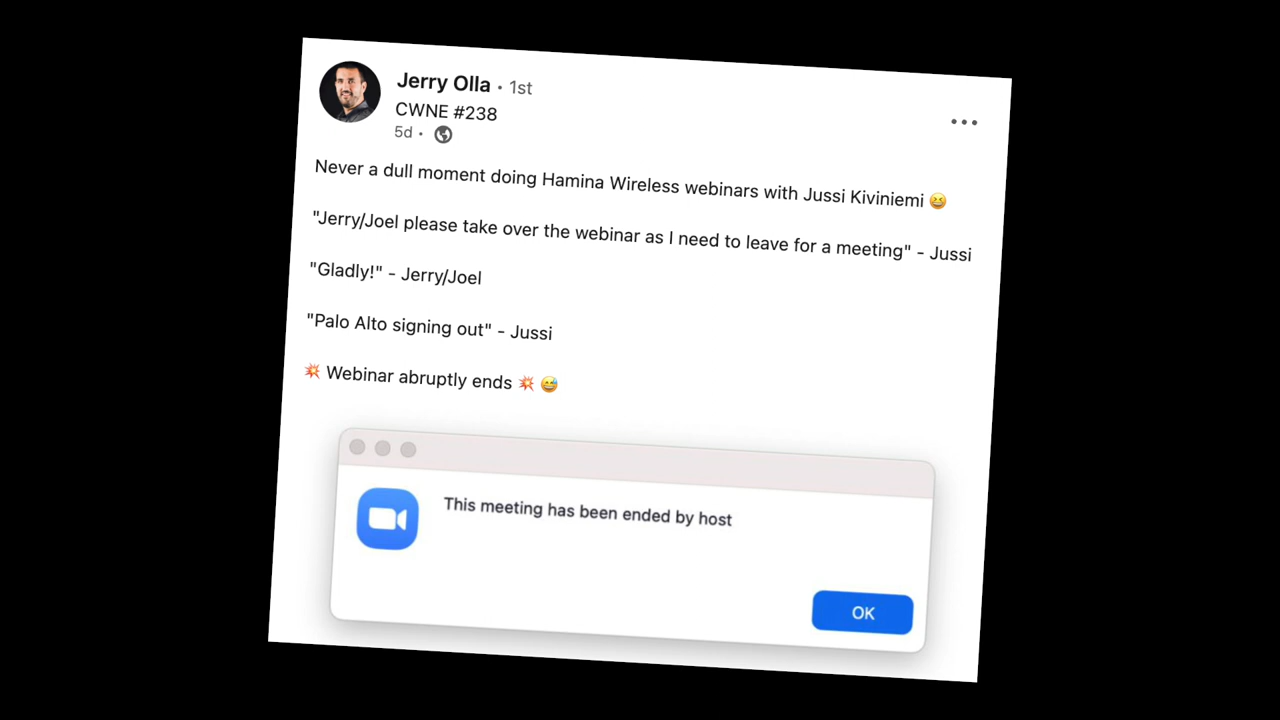 Jerry Olla • 1st
CWNE #238
5d •
Never a dull moment doing Hamina Wireless webinars with Jussi Kiviniemi 😆
"Jerry/Joel please take over the webinar as I need to leave for a meeting" - Jussi
"Gladly!" - Jerry/Joel
"Palo Alto signing out" - Jussi
💥 Webinar abruptly ends 💥 😅
This meeting has been ended by host
OK